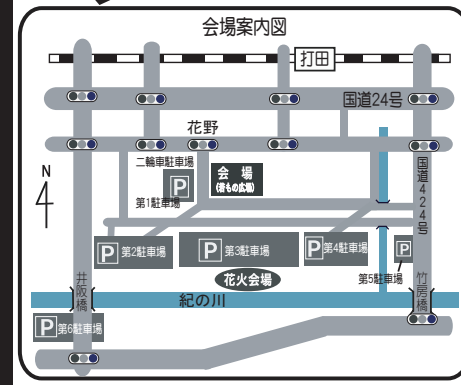 会場案内図
打田
国道24号
花野
二輪車駐車場
P
会場
(若もの広場)
N
国道424号
第1駐車場
P 第2駐車場
P 第3駐車場
P 第4駐車場
P
第5駐車場
花火会場
井阪橋
紀の川
竹房橋
P 第6駐車場